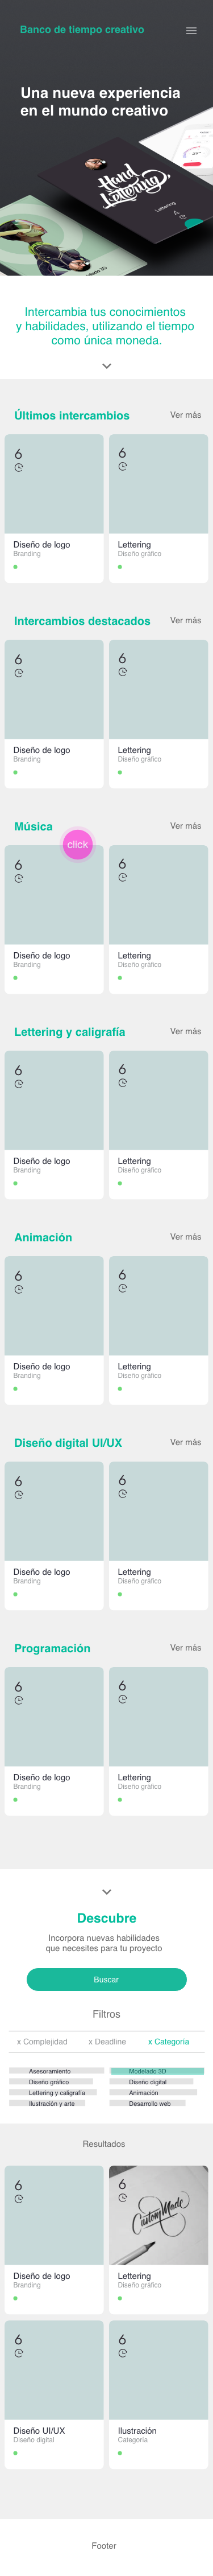 Banco de tiempo creativo
Una nueva experiencia
en el mundo creativo
Hand
Lettering
Intercambia tus conocimientos
y habilidades, utilizando el tiempo
como única moneda.
Últimos intercambios Ver más
6 6
Diseño de logo Lettering
Branding Diseño gráfico
Intercambios destacados Ver más
6 6
Diseño de logo Lettering
Branding Diseño gráfico
Música Ver más
click
6 6
Diseño de logo Lettering
Branding Diseño gráfico
Lettering y caligrafía Ver más
6 6
Diseño de logo Lettering
Branding Diseño gráfico
Animación Ver más
6 6
Diseño de logo Lettering
Branding Diseño gráfico
Diseño digital UI/UX Ver más
6 6
Diseño de logo Lettering
Branding Diseño gráfico
Programación Ver más
6 6
Diseño de logo Lettering
Branding Diseño gráfico
Descubre
Incorpora nuevas habilidades
que necesites para tu proyecto
Buscar
Filtros
x Complejidad x Deadline x Categoría
Asesoramiento Modelado 3D
Diseño gráfico Diseño digital
Lettering y caligrafía Animación
Ilustración y arte Desarrollo web
Resultados
6 6
CustomMade
Diseño de logo Lettering
Branding Diseño gráfico
6 6
Diseño UI/UX Ilustración
Diseño digital Categoría
Footer